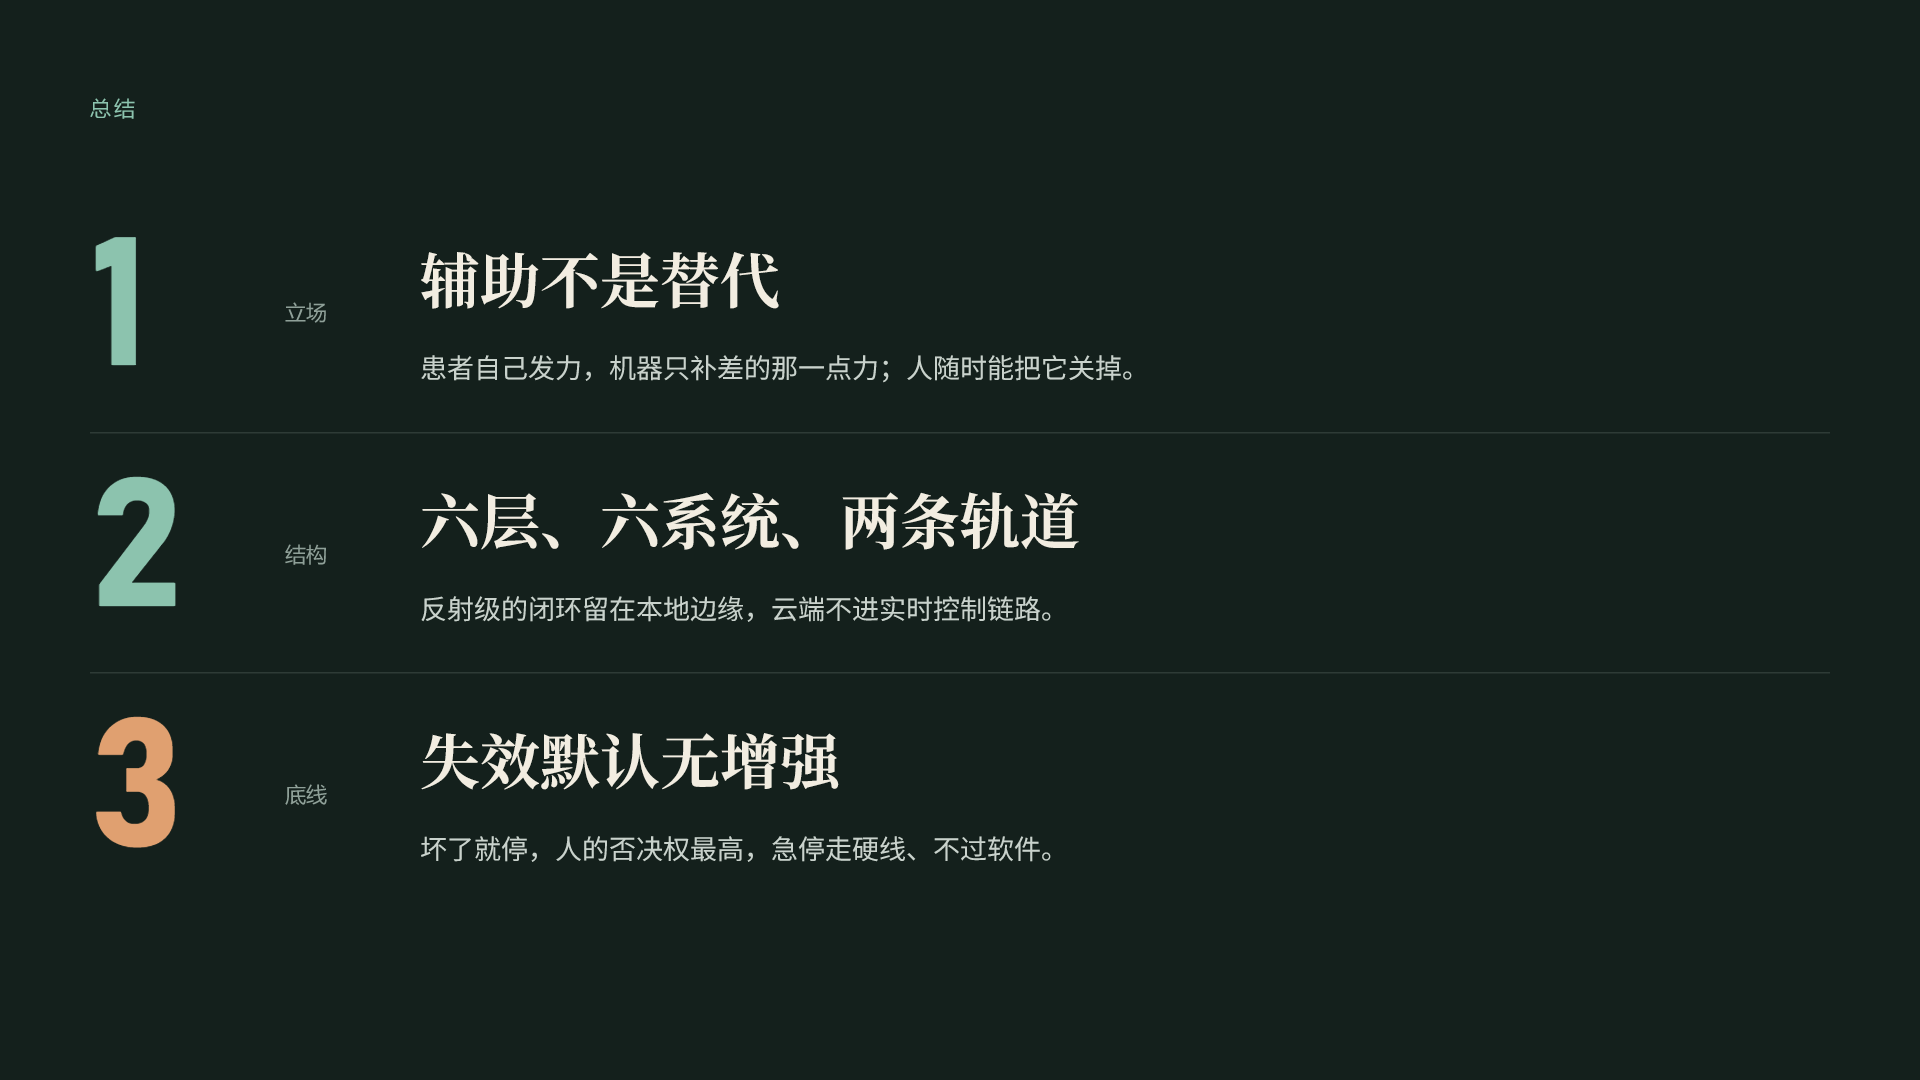 总结
1
立场
辅助不是替代
患者自己发力，机器只补差的那一点力；人随时能把它关掉。
2
结构
六层、六系统、两条轨道
反射级的闭环留在本地边缘，云端不进实时控制链路。
3
底线
失效默认无增强
坏了就停，人的否决权最高，急停走硬线、不过软件。